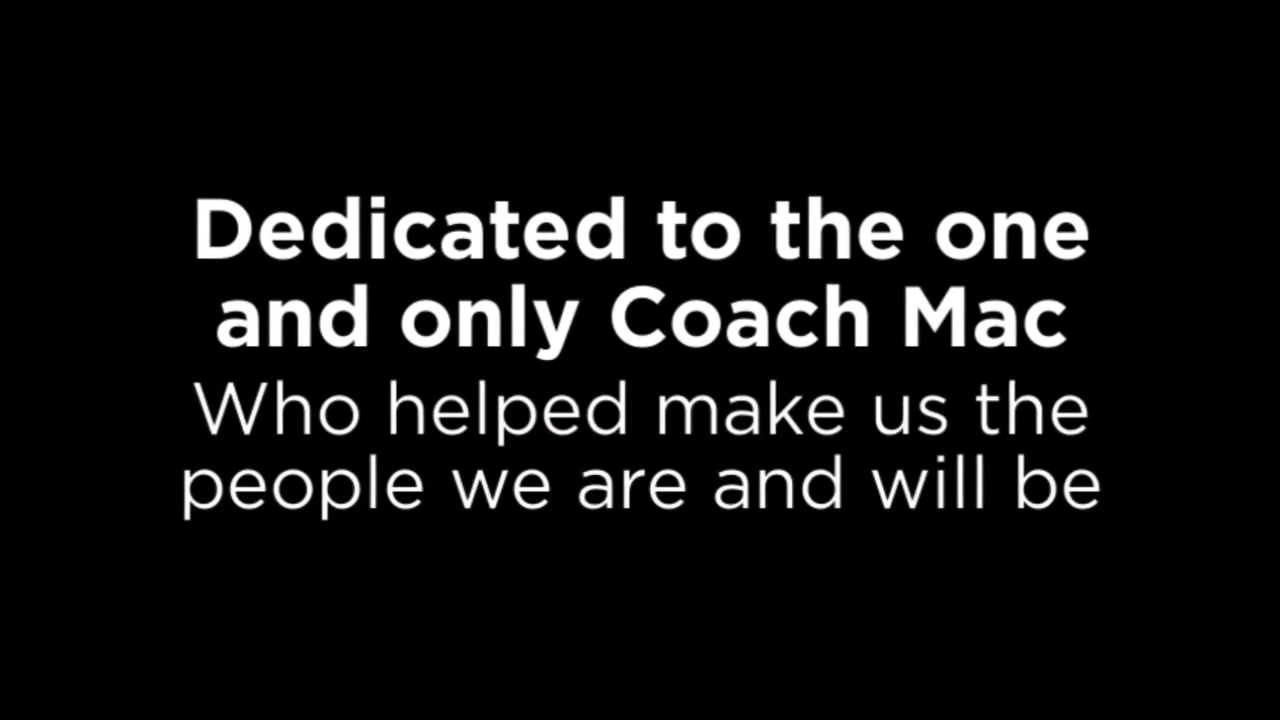 Dedicated to the one
and only Coach Mac
Who helped make us the
people we are and will be